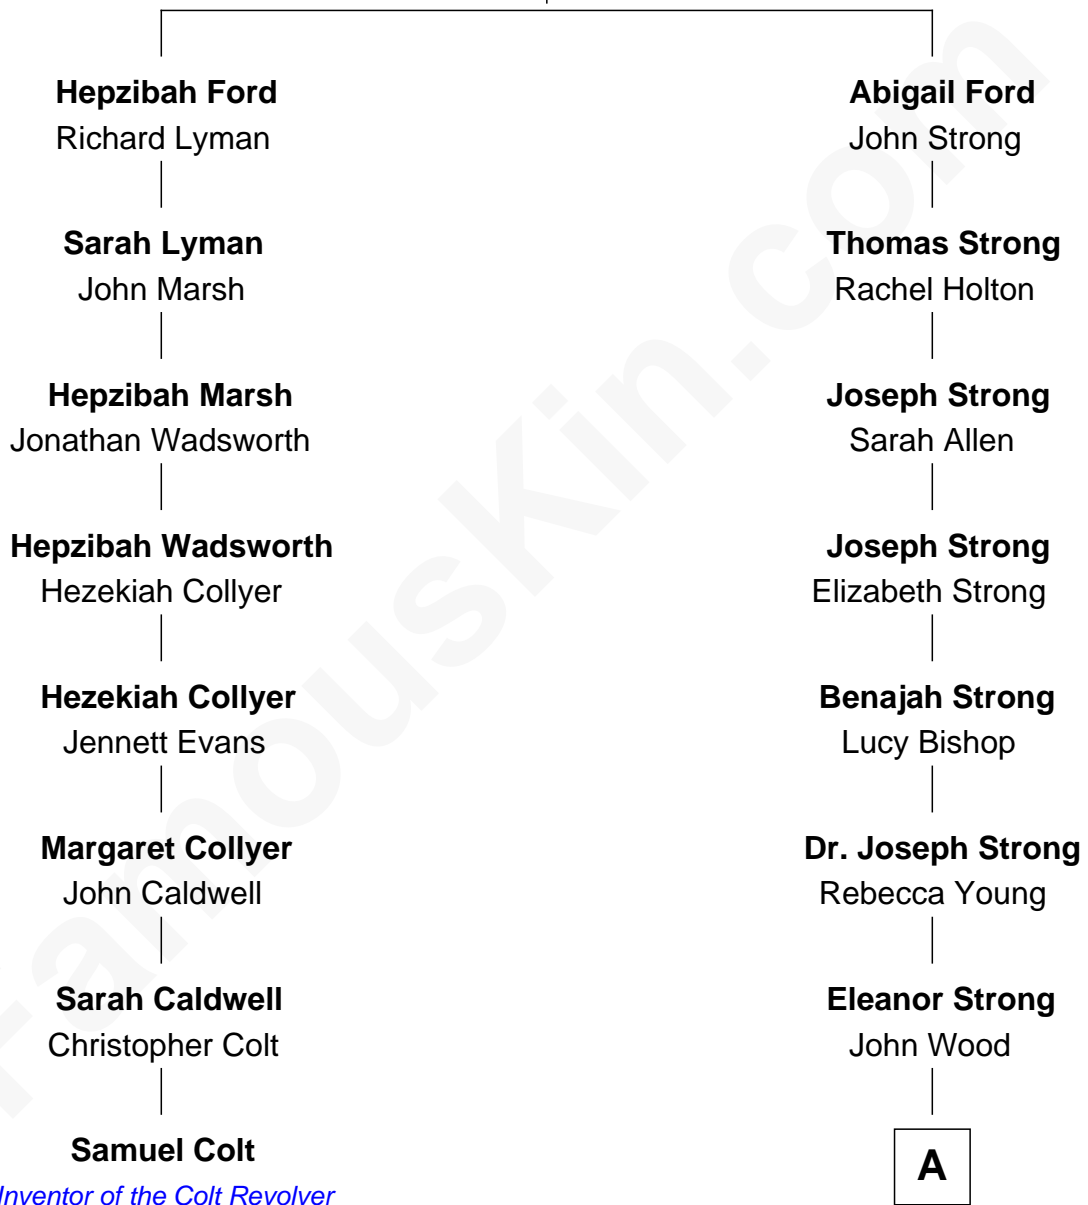 Hepzibah Ford
Richard Lyman
Sarah Lyman
John Marsh
Hepzibah Marsh
Jonathan Wadsworth
Hepzibah Wadsworth
Hezekiah Collyer
Hezekiah Collyer
Jennett Evans
Margaret Collyer
John Caldwell
Sarah Caldwell
Christopher Colt
Samuel Colt
Inventor of the Colt Revolver
Abigail Ford
John Strong
Thomas Strong
Rachel Holton
Joseph Strong
Sarah Allen
Joseph Strong
Elizabeth Strong
Benajah Strong
Lucy Bishop
Dr. Joseph Strong
Rebecca Young
Eleanor Strong
John Wood
A
FamousKin.com